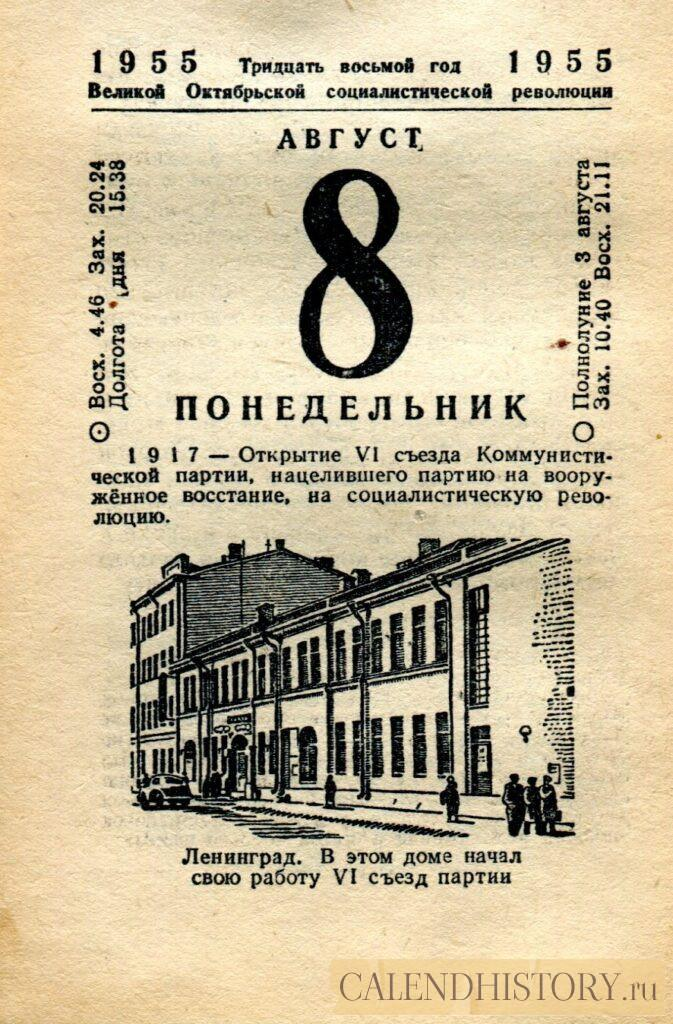 1955 Тридцать восьмой год 1955
Великой Октябрьской социалистической революции
АВГУСТ
Восх. 4.46 Зах. 20.24
Долгота дня 15.38
8
Полнолуние 3 августа
Зах. 10.40 Восх. 21.11
ПОНЕДЕЛЬНИК
1917 — Открытие VI съезда Коммунисти-
ческой партии, нацелившего партию на воору-
жённое восстание, на социалистическую рево-
люцию.
Ленинград. В этом доме начал
свою работу VI съезд партии
CALENDHISTORY.ru